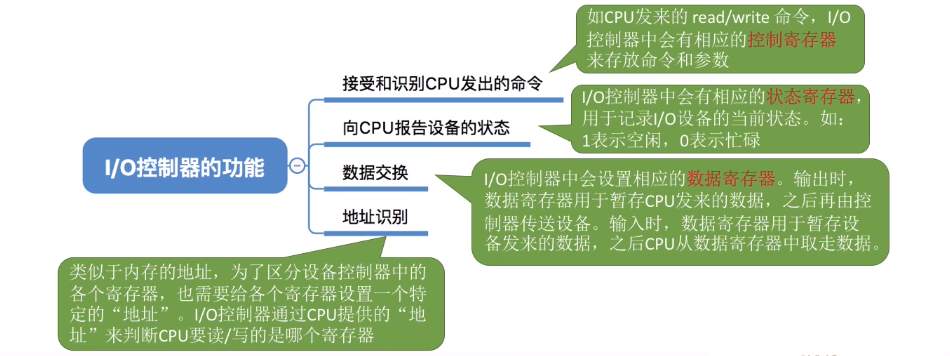 如CPU发来的 read/write 命令，I/O
控制器中会有相应的控制寄存器
来存放命令和参数
接受和识别CPU发出的命令
I/O控制器中会有相应的状态寄存器，
用于记录I/O设备的当前状态。如：
1表示空闲，0表示忙碌
向CPU报告设备的状态
I/O控制器的功能
数据交换
I/O控制器中会设置相应的数据寄存器。输出时，
数据寄存器用于暂存CPU发来的数据，之后再由控
制器传送设备。输入时，数据寄存器用于暂存设
备发来的数据，之后CPU从数据寄存器中取走数据。
地址识别
类似于内存的地址，为了区分设备控制器中的
各个寄存器，也需要给各个寄存器设置一个特
定的“地址”。I/O控制器通过CPU提供的“地
址”来判断CPU要读/写的是哪个寄存器